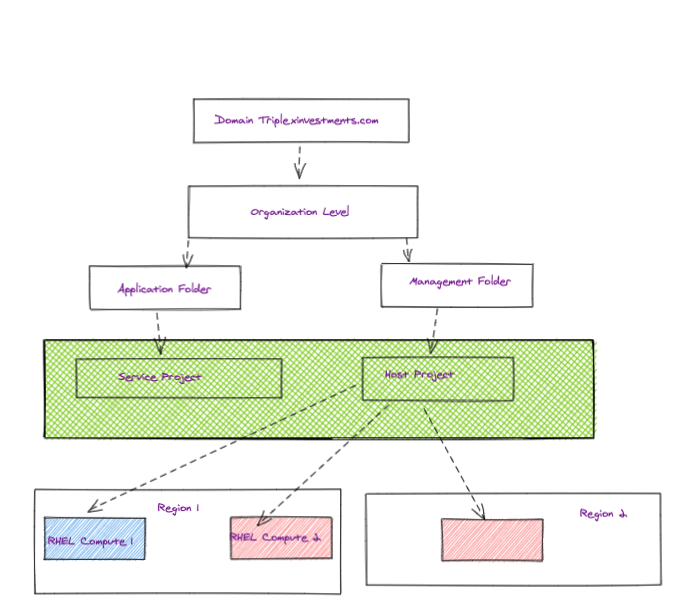 Domain Triplexinvestments.com
Organization Level
Application Folder
Management Folder
Service Project
Host Project
Region 1
Region 2
RHEL Compute 1
RHEL Compute 2